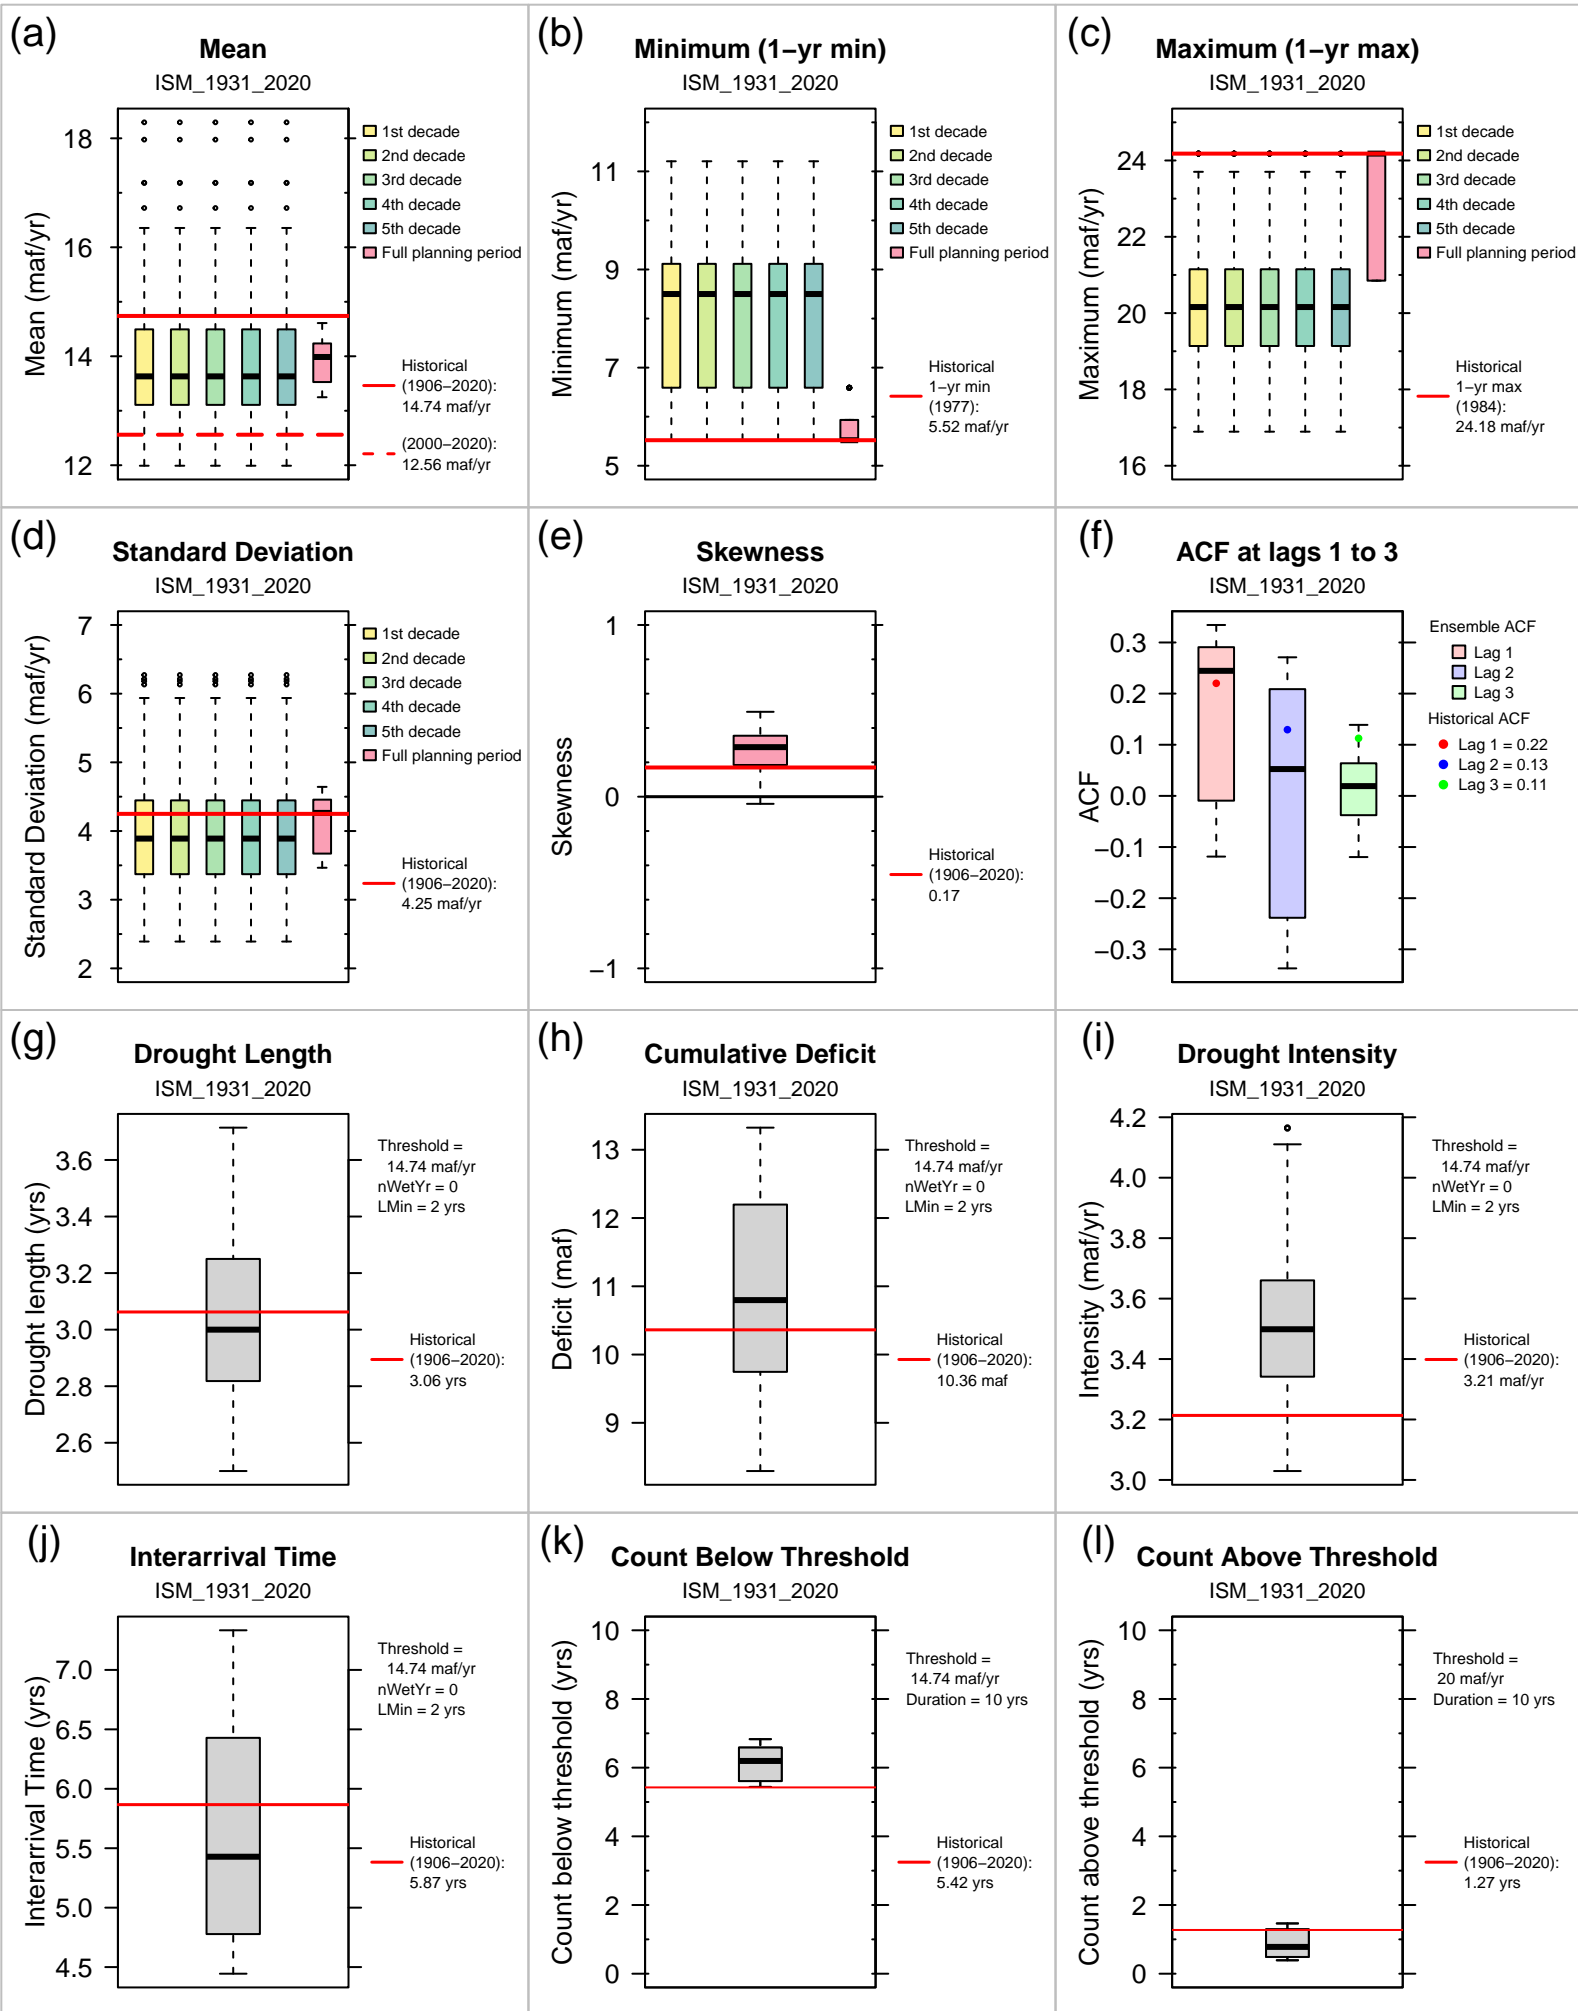 (a)
Mean
ISM_1931_2020
Mean (maf/yr)
18
16
14
12
1st decade
2nd decade
3rd decade
4th decade
5th decade
Full planning period
Historical
(1906–2020):
14.74 maf/yr
(2000–2020):
12.56 maf/yr
(b)
Minimum (1–yr min)
ISM_1931_2020
Minimum (maf/yr)
11
9
7
5
1st decade
2nd decade
3rd decade
4th decade
5th decade
Full planning period
Historical
1–yr min
(1977):
5.52 maf/yr
(c)
Maximum (1–yr max)
ISM_1931_2020
Maximum (maf/yr)
24
22
20
18
16
1st decade
2nd decade
3rd decade
4th decade
5th decade
Full planning period
Historical
1–yr max
(1984):
24.18 maf/yr
(d)
Standard Deviation
ISM_1931_2020
Standard Deviation (maf/yr)
7
6
5
4
3
2
1st decade
2nd decade
3rd decade
4th decade
5th decade
Full planning period
Historical
(1906–2020):
4.25 maf/yr
(e)
Skewness
ISM_1931_2020
Skewness
1
0
–1
Historical
(1906–2020):
0.17
(f)
ACF at lags 1 to 3
ISM_1931_2020
ACF
0.3
0.2
0.1
0.0
–0.1
–0.2
–0.3
Ensemble ACF
Lag 1
Lag 2
Lag 3
Historical ACF
Lag 1 = 0.22
Lag 2 = 0.13
Lag 3 = 0.11
(g)
Drought Length
ISM_1931_2020
Drought length (yrs)
3.6
3.4
3.2
3.0
2.8
2.6
Threshold =
14.74 maf/yr
nWetYr = 0
LMin = 2 yrs
Historical
(1906–2020):
3.06 yrs
(h)
Cumulative Deficit
ISM_1931_2020
Deficit (maf)
13
12
11
10
9
Threshold =
14.74 maf/yr
nWetYr = 0
LMin = 2 yrs
Historical
(1906–2020):
10.36 maf
(i)
Drought Intensity
ISM_1931_2020
Intensity (maf/yr)
4.2
4.0
3.8
3.6
3.4
3.2
3.0
Threshold =
14.74 maf/yr
nWetYr = 0
LMin = 2 yrs
Historical
(1906–2020):
3.21 maf/yr
(j)
Interarrival Time
ISM_1931_2020
Interarrival Time (yrs)
7.0
6.5
6.0
5.5
5.0
4.5
Threshold =
14.74 maf/yr
nWetYr = 0
LMin = 2 yrs
Historical
(1906–2020):
5.87 yrs
(k)
Count Below Threshold
ISM_1931_2020
Count below threshold (yrs)
10
8
6
4
2
0
Threshold =
14.74 maf/yr
Duration = 10 yrs
Historical
(1906–2020):
5.42 yrs
(l)
Count Above Threshold
ISM_1931_2020
Count above threshold (yrs)
10
8
6
4
2
0
Threshold =
20 maf/yr
Duration = 10 yrs
Historical
(1906–2020):
1.27 yrs